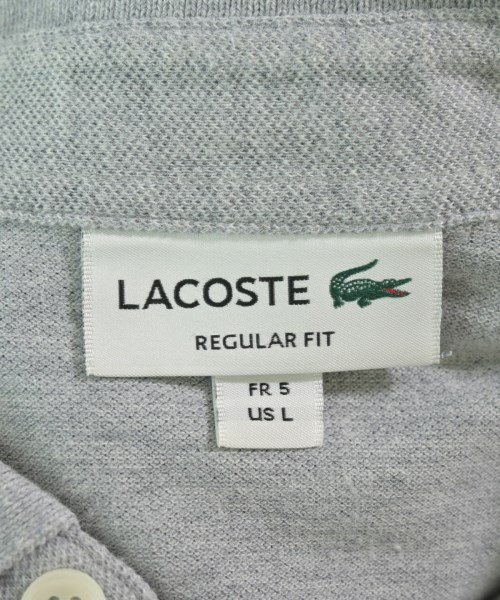 LACOSTE
REGULAR FIT
FR 5
US L